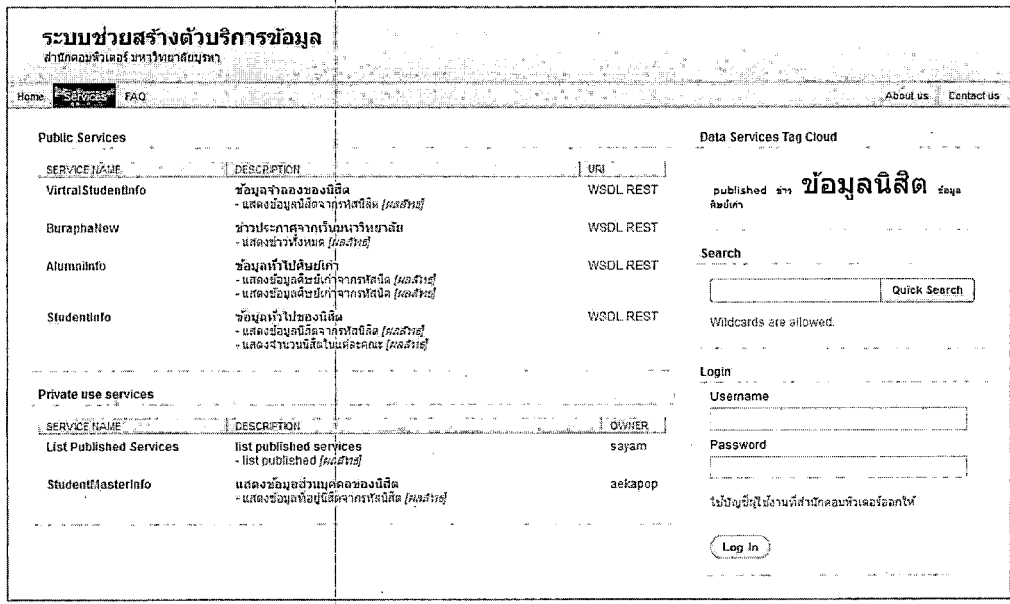 ระบบช่วยสร้างตัวบริการข้อมูล
สำนักคอมพิวเตอร์ มหาวิทยาลัยบูรพา
Home Services FAQ About us Contact us
Public Services
SERVICE NAME DESCRIPTION URI
VirtralStudentInfo ข้อมูลจำลองของนิสิต WSDL REST
- แสดงข้อมูลนิสิตจากรหัสนิสิต [ผลลัพธ์]
BuraphaNew ข่าวประกาศจากเว็บมหาวิทยาลัย WSDL REST
- แสดงข่าวทั้งหมด [ผลลัพธ์]
AlumniInfo ข้อมูลทั่วไปศิษย์เก่า WSDL REST
- แสดงข้อมูลศิษย์เก่าจากรหัสนิต [ผลลัพธ์]
- แสดงข้อมูลศิษย์เก่าจากรหัสนิต [ผลลัพธ์]
StudentInfo ข้อมูลทั่วไปของนิสิต WSDL REST
- แสดงข้อมูลนิสิตจากรหัสนิสิต [ผลลัพธ์]
- แสดงจำนวนนิสิตในแต่ละคณะ [ผลลัพธ์]
Private use services
SERVICE NAME DESCRIPTION OWNER
List Published Services list published services sayam
- list published [ผลลัพธ์]
StudentMasterInfo แสดงข้อมูลส่วนบุคคลของนิสิต aekapop
- แสดงข้อมูลที่อยู่นิสิตจากรหัสนิสิต [ผลลัพธ์]
Data Services Tag Cloud
published ข่าว ข้อมูลนิสิต ข้อมูล
ศิษย์เก่า
Search
Quick Search
Wildcards are allowed.
Login
Username
Password
ใช้บัญชีผู้ใช้งานที่สำนักคอมพิวเตอร์ออกให้
Log In